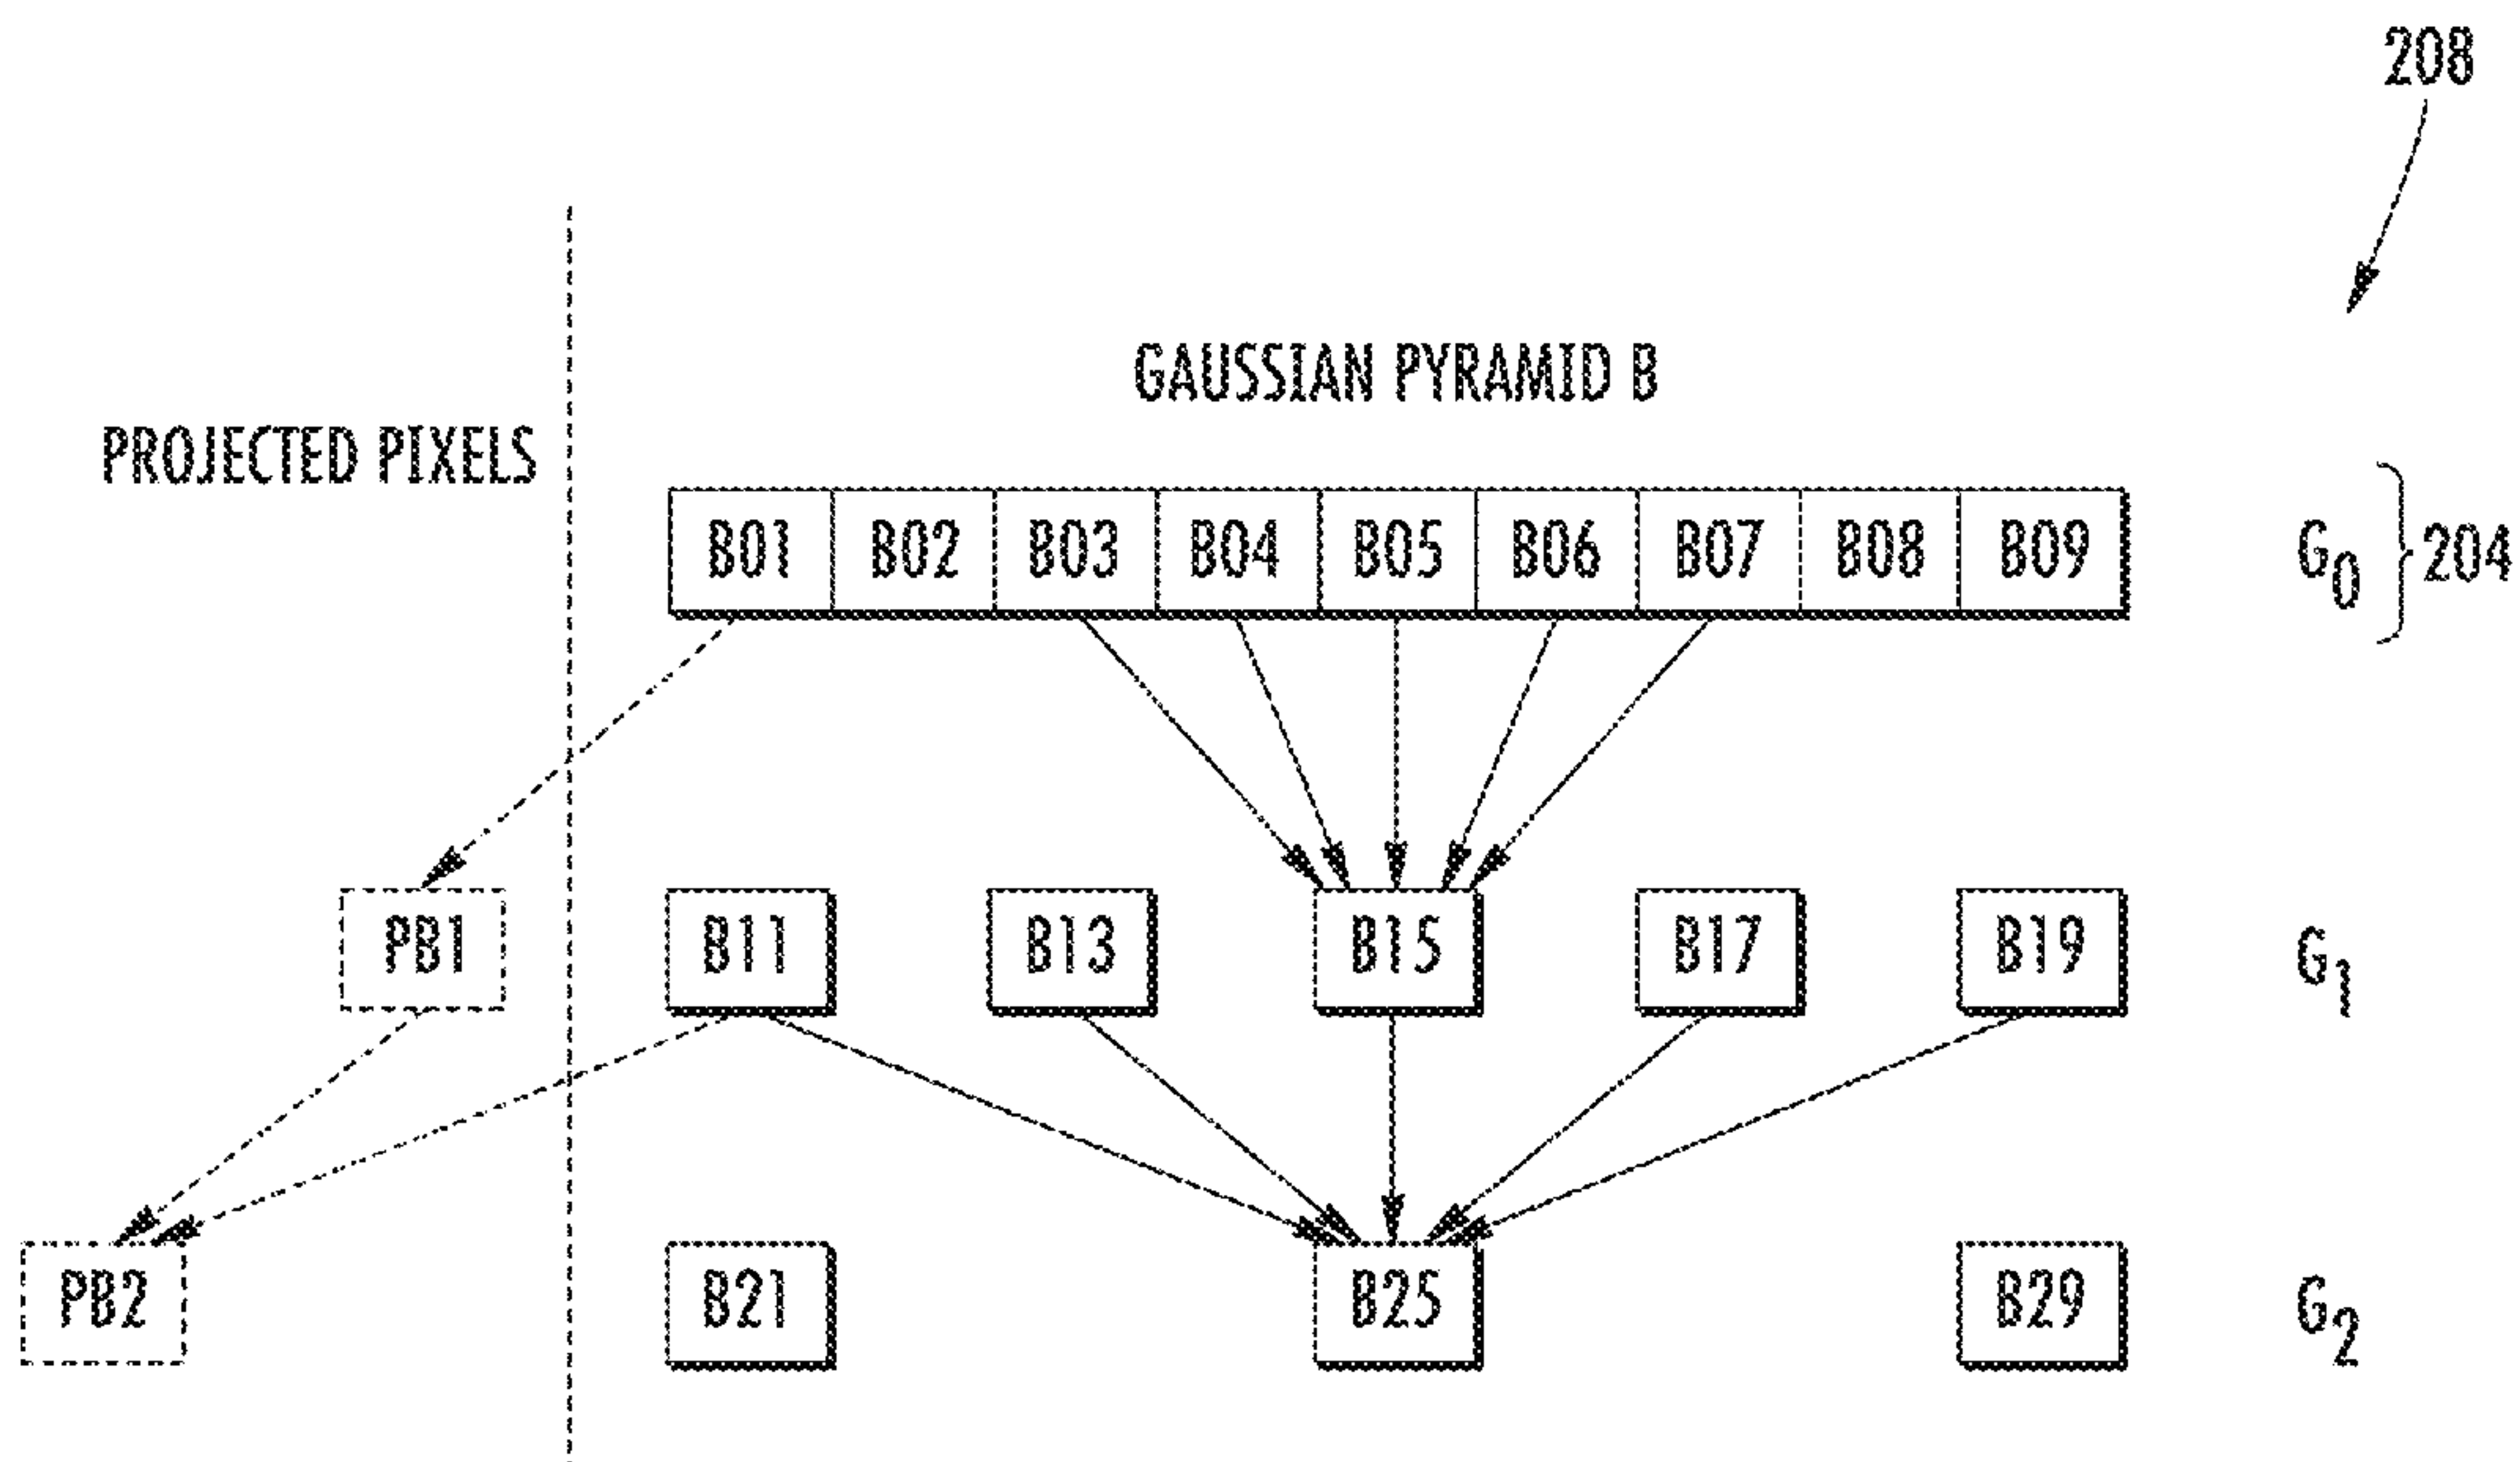 208
GAUSSIAN PYRAMID B
PROJECTED PIXELS
B01 B02 B03 B04 B05 B06 B07 B08 B09 G0 204
PB1 B11 B13 B15 B17 B19 G1
PB2 B21 B25 B29 G2